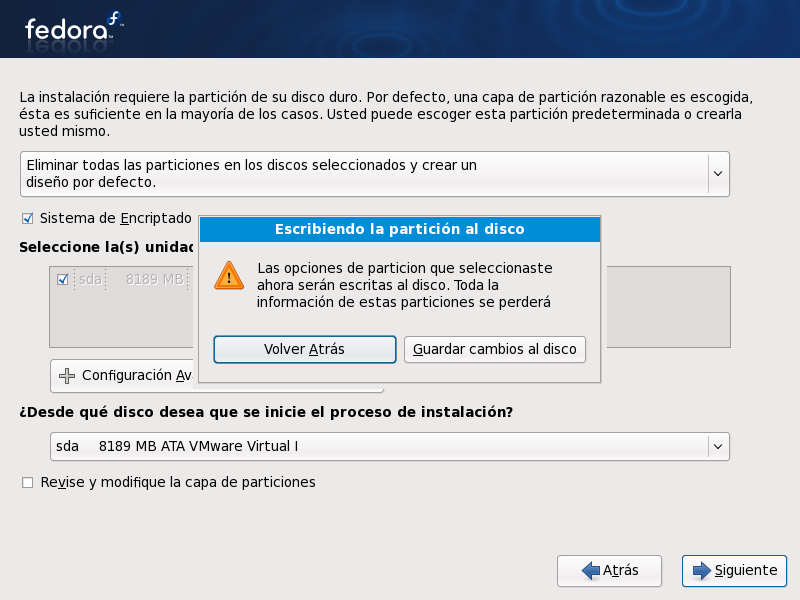 fedora
La instalación requiere la partición de su disco duro. Por defecto, una capa de partición razonable es escogida,
ésta es suficiente en la mayoría de los casos. Usted puede escoger esta partición predeterminada o crearla
usted mismo.
Eliminar todas las particiones en los discos seleccionados y crear un
diseño por defecto.
Sistema de Encriptado
Seleccione la(s) unidad
Escribiendo la partición al disco
sda 8189 MB
Las opciones de particion que seleccionaste
ahora serán escritas al disco. Toda la
información de estas particiones se perderá
Volver Atrás Guardar cambios al disco
Configuración Av
¿Desde qué disco desea que se inicie el proceso de instalación?
sda 8189 MB ATA VMware Virtual I
Revise y modifique la capa de particiones
Atrás Siguiente